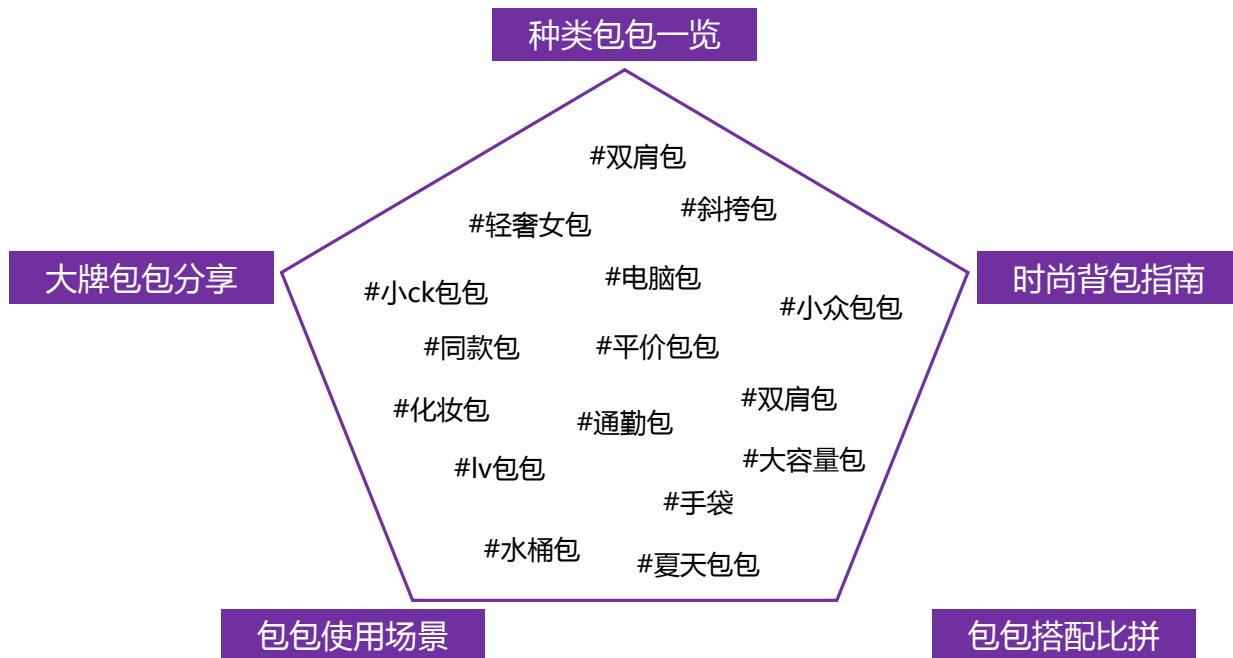 种类包包一览
#双肩包
#斜挎包
#轻奢女包
大牌包包分享
时尚背包指南
#电脑包
#小ck包包
#小众包包
#同款包
#平价包包
#双肩包
#化妆包
#通勤包
#大容量包
#lv包包
#手袋
#水桶包
#夏天包包
包包使用场景
包包搭配比拼